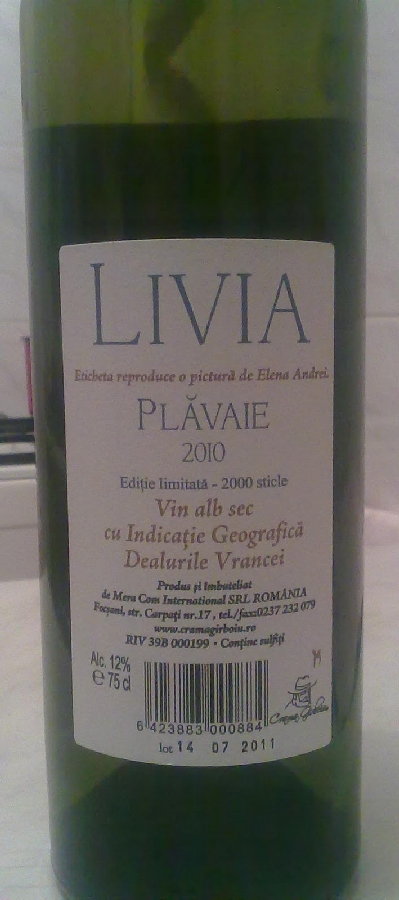 LIVIA
Eticheta reproduce o pictură de Elena Andrei.
PLĂVAIE
2010
Ediție limitată - 2000 sticle
Vin alb sec
cu Indicație Geografică
Dealurile Vrancei
Produs și îmbuteliat
de Mera Com International SRL ROMÂNIA
Focșani, str. Carpați nr.17, tel./fax:0237 232 079
www.cramagirboiu.ro
RIV 39B 000199 • Conține sulfiți
Alc. 12%
e 75 cl
6 423883 000884
Crama Gîrboiu
lot 14 07 2011